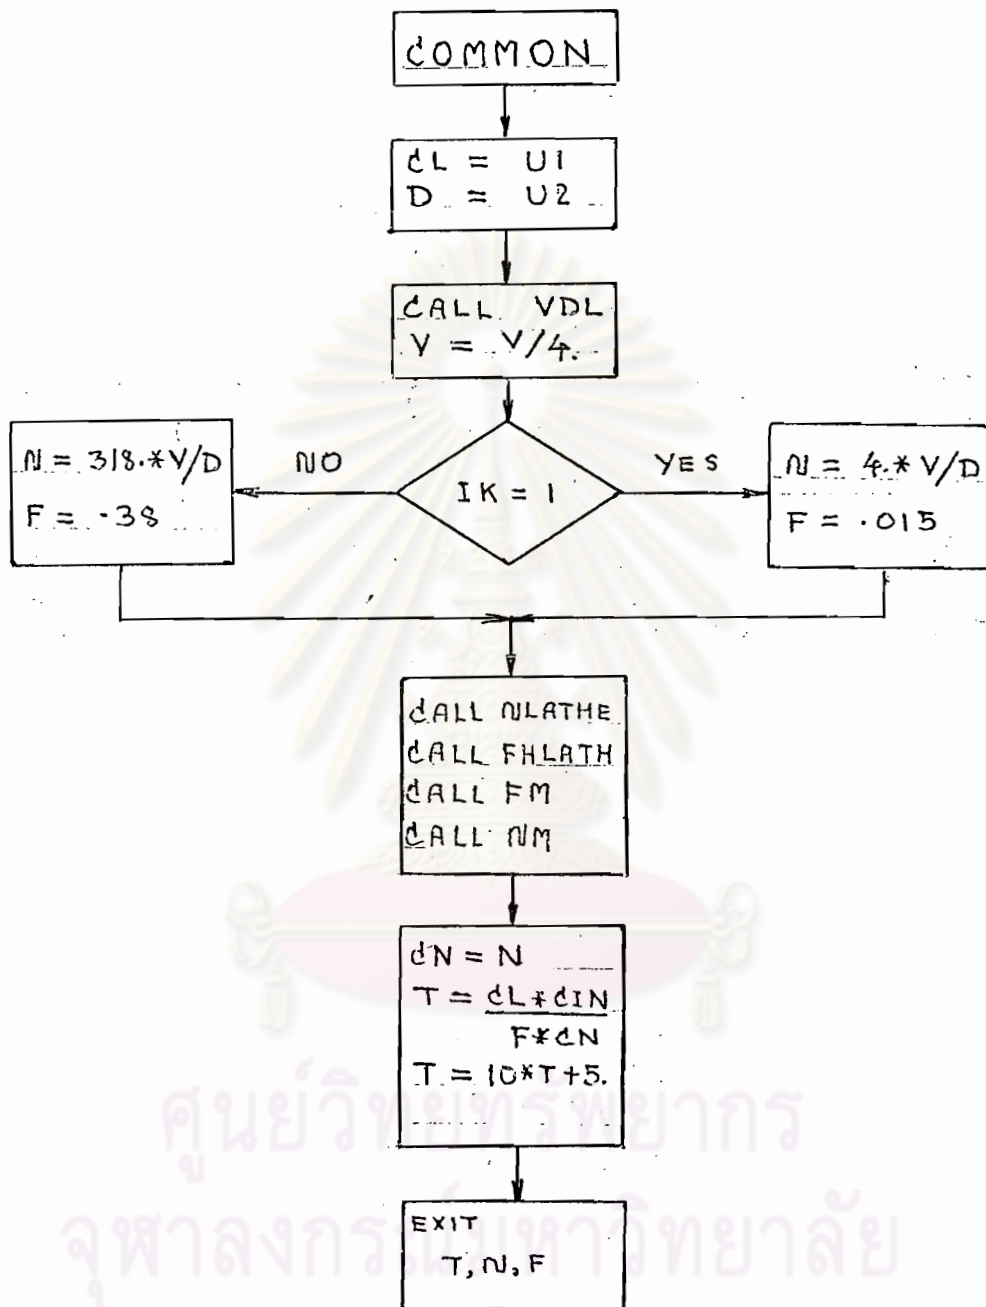 COMMON
CL = U1
D = U2
CALL VDL
V = V/4.
N = 318.*V/D
F = .38
NO
IK = 1
YES
N = 4.*V/D
F = .015
CALL NLATHE
CALL FHLATH
CALL FM
CALL NM
CN = N
T = CL*CIN
F*CN
T = 10*T+5.
EXIT
T, N, F
ศูนย์วิทยทรัพยากร
จุฬาลงกรณ์มหาวิทยาลัย